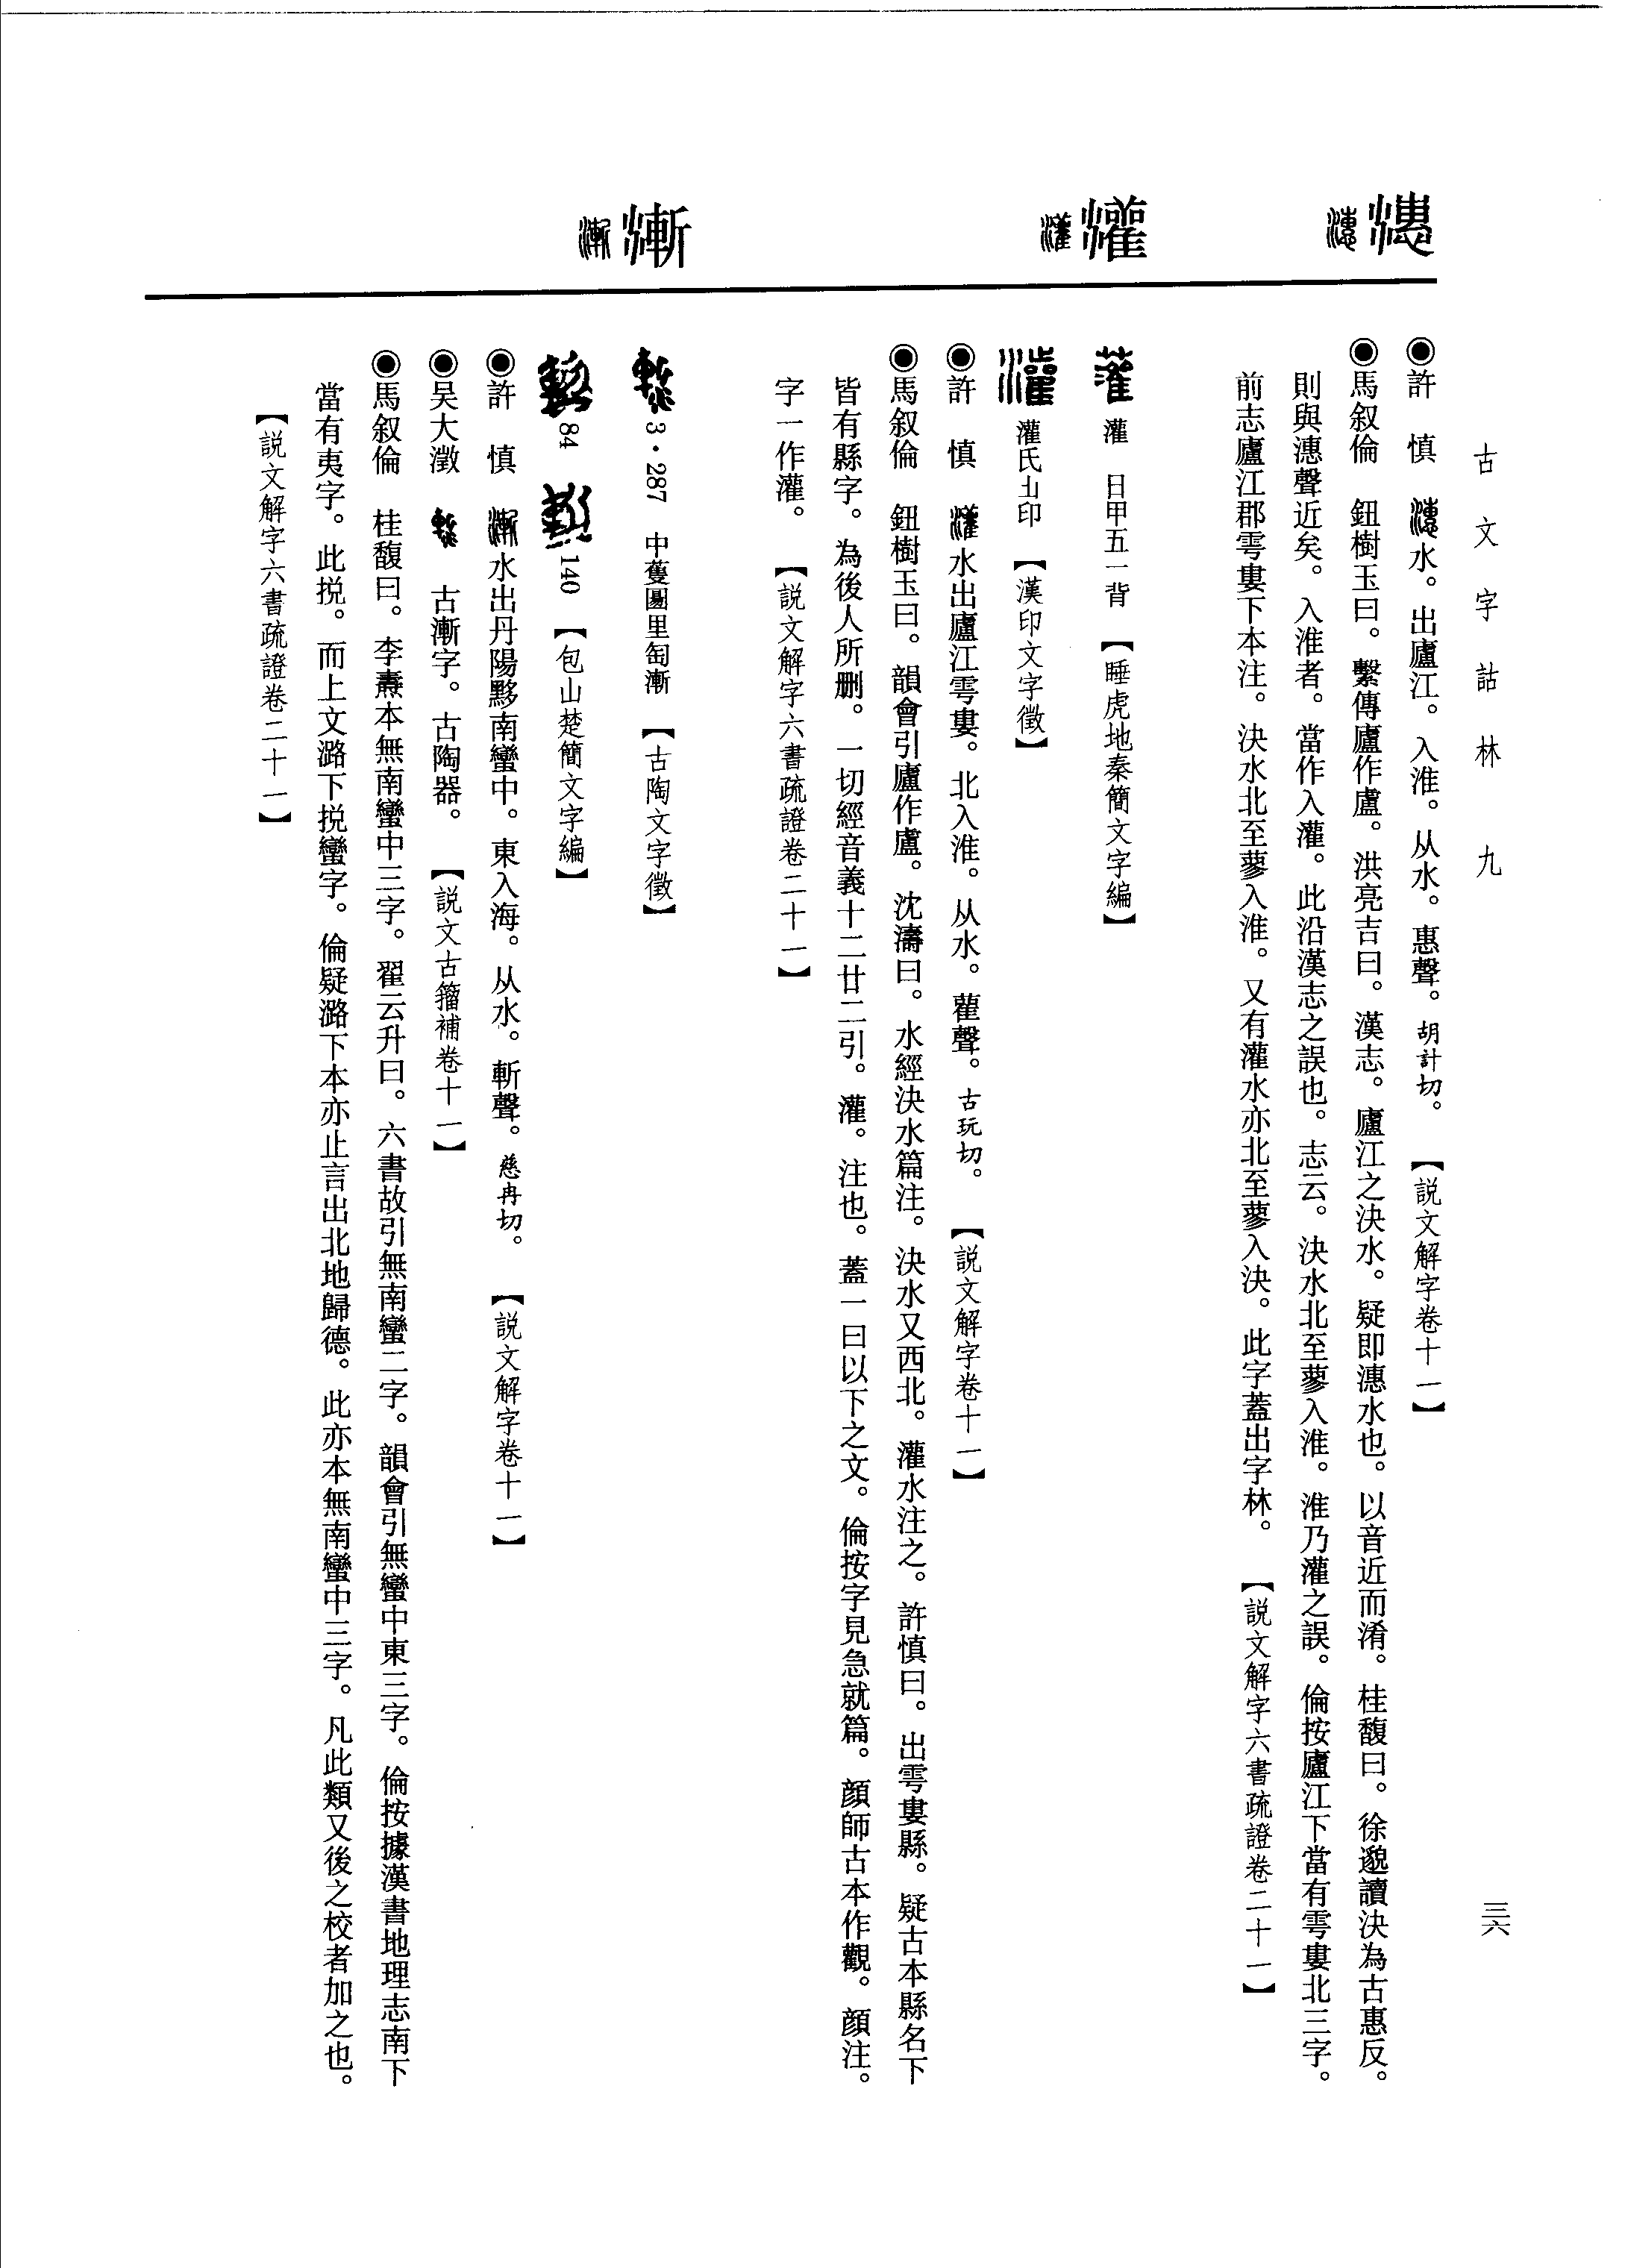 古文字詁林　九
三六
潓
◉許　慎　水。出廬江。入淮。从水。惠聲。胡計切。【説文解字卷十一】
◉馬叙倫　鈕樹玉曰。繫傳廬作盧。洪亮吉曰。漢志。廬江之決水。疑即潓水也。以音近而淆。桂馥曰。徐邈讀決為古惠反。
則與潓聲近矣。入淮者。當作入灌。此沿漢志之誤也。志云。決水北至蓼入淮。淮乃灌之誤。倫按廬江下當有雩婁北三字。
前志廬江郡雩婁下本注。決水北至蓼入淮。又有灌水亦北至蓼入決。此字蓋出字林。【説文解字六書疏證卷二十一】
灌
灌　日甲五一背【睡虎地秦簡文字編】
灌氏㞢印【漢印文字徵】
◉許　慎　水出廬江雩婁。北入淮。从水。雚聲。古玩切。【説文解字卷十一】
◉馬叙倫　鈕樹玉曰。韻會引廬作盧。沈濤曰。水經決水篇注。決水又西北。灌水注之。許慎曰。出雩婁縣。疑古本縣名下
皆有縣字。為後人所删。一切經音義十二廿二引。灌。注也。蓋一曰以下之文。倫按字見急就篇。顔師古本作觀。顔注。
字一作灌。【説文解字六書疏證卷二十一】
漸
3·287　中蒦里匋漸【古陶文字徵】
84　140【包山楚簡文字編】
◉許　慎　水出丹陽黟南蠻中。東入海。从水。斬聲。慈冉切。【説文解字卷十一】
◉吴大澂　古漸字。古陶器。【説文古籀補卷十一】
◉馬叙倫　桂馥曰。李燾本無南蠻中三字。翟云升曰。六書故引無南蠻二字。韻會引無蠻中東三字。倫按據漢書地理志南下
當有夷字。此挩。而上文潞下挩蠻字。倫疑潞下本亦止言出北地歸德。此亦本無南蠻中三字。凡此類又後之校者加之也。
【説文解字六書疏證卷二十一】